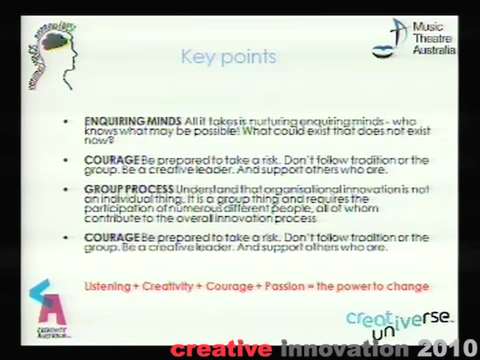 Music
Theatre
Australia
Key points
• ENQUIRING MINDS All it takes is nurturing enquiring minds - who
knows what may be possible! What could exist that does not exist
now?
• COURAGE Be prepared to take a risk. Don't follow tradition or the
group. Be a creative leader. And support others who are.
• GROUP PROCESS Understand that organisational innovation is not
an individual thing. It is a group thing and requires the
participation of numerous different people, all of whom
contribute to the overall innovation process
• COURAGE Be prepared to take a risk. Don't follow tradition or the
group. Be a creative leader. And support others who are.
Listening + Creativity + Courage + Passion = the power to change
CREATIVITY
AUSTRALIA
creative universe
creative innovation 2010